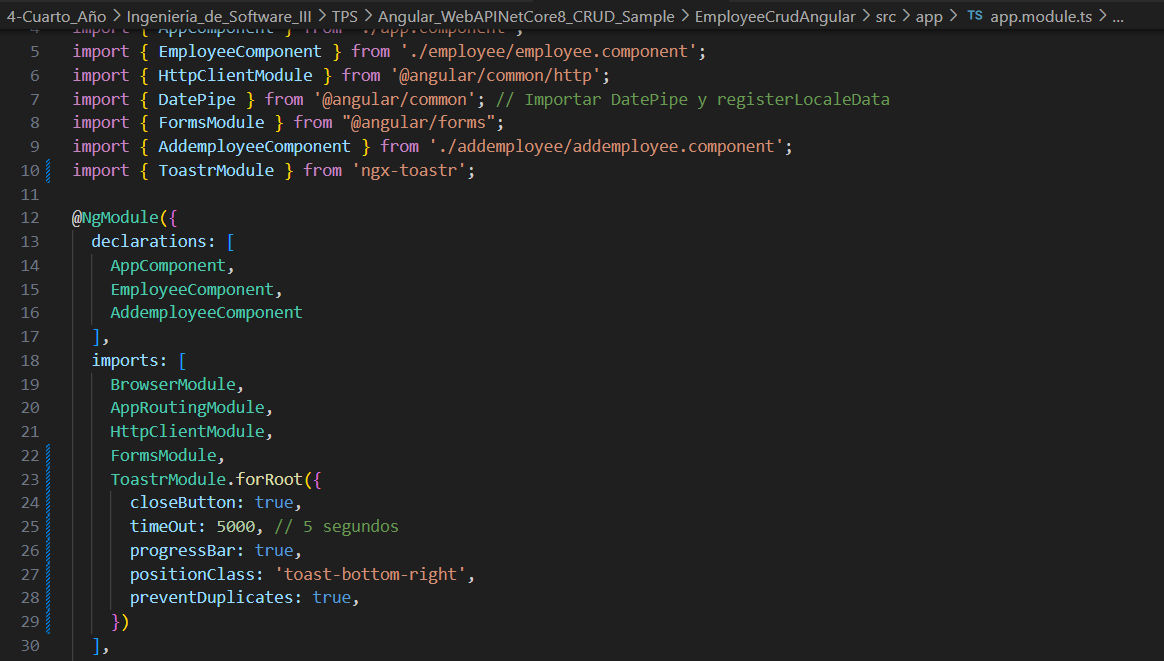 4-Cuarto_Año > Ingenieria_de_Software_III > TPS > Angular_WebAPINetCore8_CRUD_Sample > EmployeeCrudAngular > src > app > TS app.module.ts > ...
4 import { AppComponent } from './app.component';
5 import { EmployeeComponent } from './employee/employee.component';
6 import { HttpClientModule } from '@angular/common/http';
7 import { DatePipe } from '@angular/common'; // Importar DatePipe y registerLocaleData
8 import { FormsModule } from "@angular/forms";
9 import { AddemployeeComponent } from './addemployee/addemployee.component';
10 import { ToastrModule } from 'ngx-toastr';
11
12 @NgModule({
13 declarations: [
14 AppComponent,
15 EmployeeComponent,
16 AddemployeeComponent
17 ],
18 imports: [
19 BrowserModule,
20 AppRoutingModule,
21 HttpClientModule,
22 FormsModule,
23 ToastrModule.forRoot({
24 closeButton: true,
25 timeOut: 5000, // 5 segundos
26 progressBar: true,
27 positionClass: 'toast-bottom-right',
28 preventDuplicates: true,
29 })
30 ],